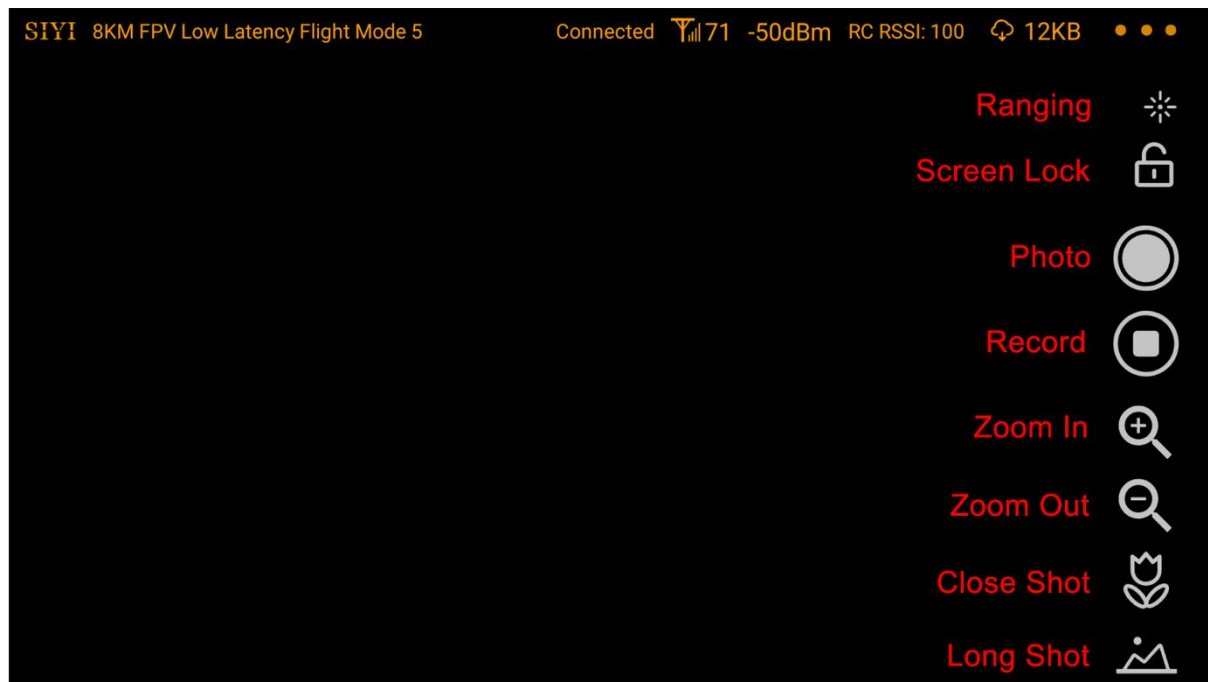 SIYI 8KM FPV Low Latency Flight Mode 5 Connected 71 -50dBm RC RSSI: 100 12KB
Ranging
Screen Lock
Photo
Record
Zoom In
Zoom Out
Close Shot
Long Shot